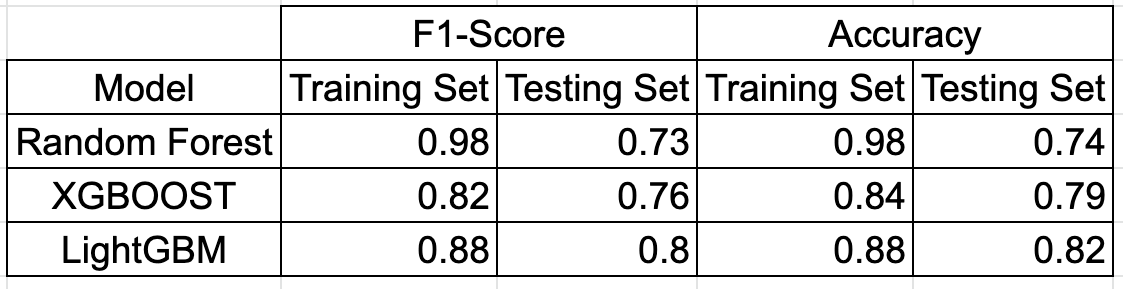 F1-Score Accuracy
Model Training Set Testing Set Training Set Testing Set
Random Forest 0.98 0.73 0.98 0.74
XGBOOST 0.82 0.76 0.84 0.79
LightGBM 0.88 0.8 0.88 0.82